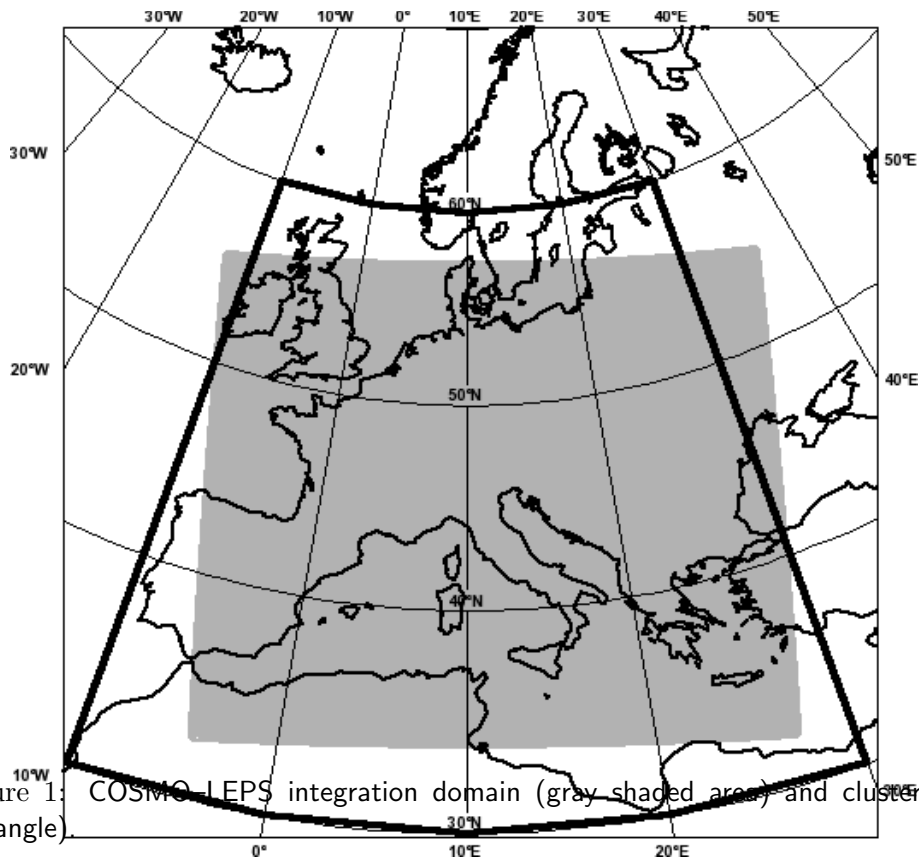 30°W 20°W 10°W 0° 10°E 20°E 30°E 40°E 50°E
30°W
50°E
60°N
20°W
40°E
50°N
40°N
10°W
ure 1: COSMO-LEPS integration domain (gray shaded area) and cluster
angle).
30°N
0° 10°E 20°E